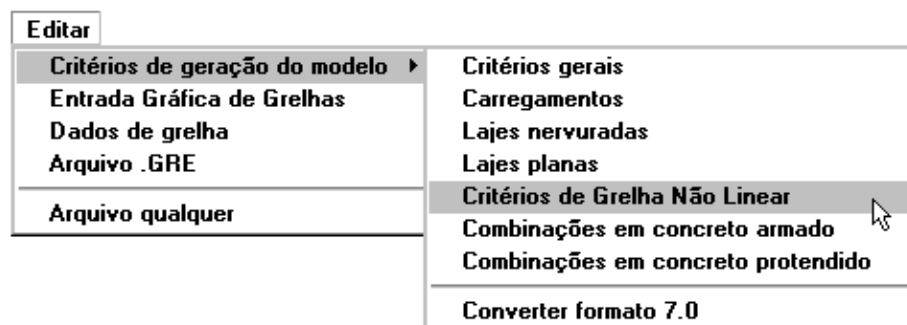 Editar
Critérios de geração do modelo
Entrada Gráfica de Grelhas
Dados de grelha
Arquivo .GRE
Arquivo qualquer
Critérios gerais
Carregamentos
Lajes nervuradas
Lajes planas
Critérios de Grelha Não Linear
Combinações em concreto armado
Combinações em concreto protendido
Converter formato 7.0